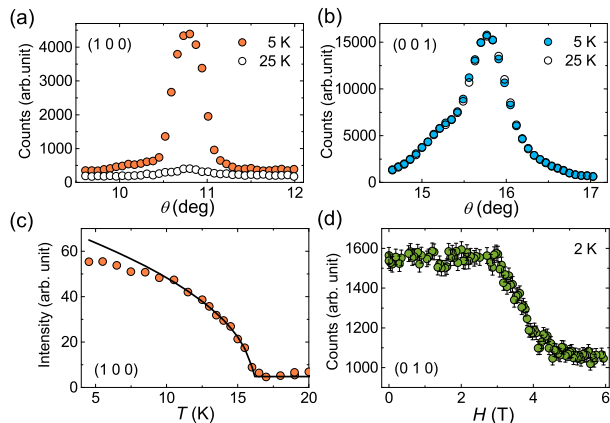 (a)
(1 0 0)
5 K
25 K
Counts (arb.unit)
4000
3000
2000
1000
0
10
11
12
θ (deg)
(b)
(0 0 1)
5 K
25 K
Counts (arb.unit)
15000
10000
5000
0
15
16
17
θ (deg)
(c)
Intensity (arb. unit)
60
40
20
0
(1 0 0)
5
10
15
20
T (K)
(d)
2 K
Counts (arb. unit)
1600
1400
1200
1000
(0 1 0)
0
2
4
6
H (T)